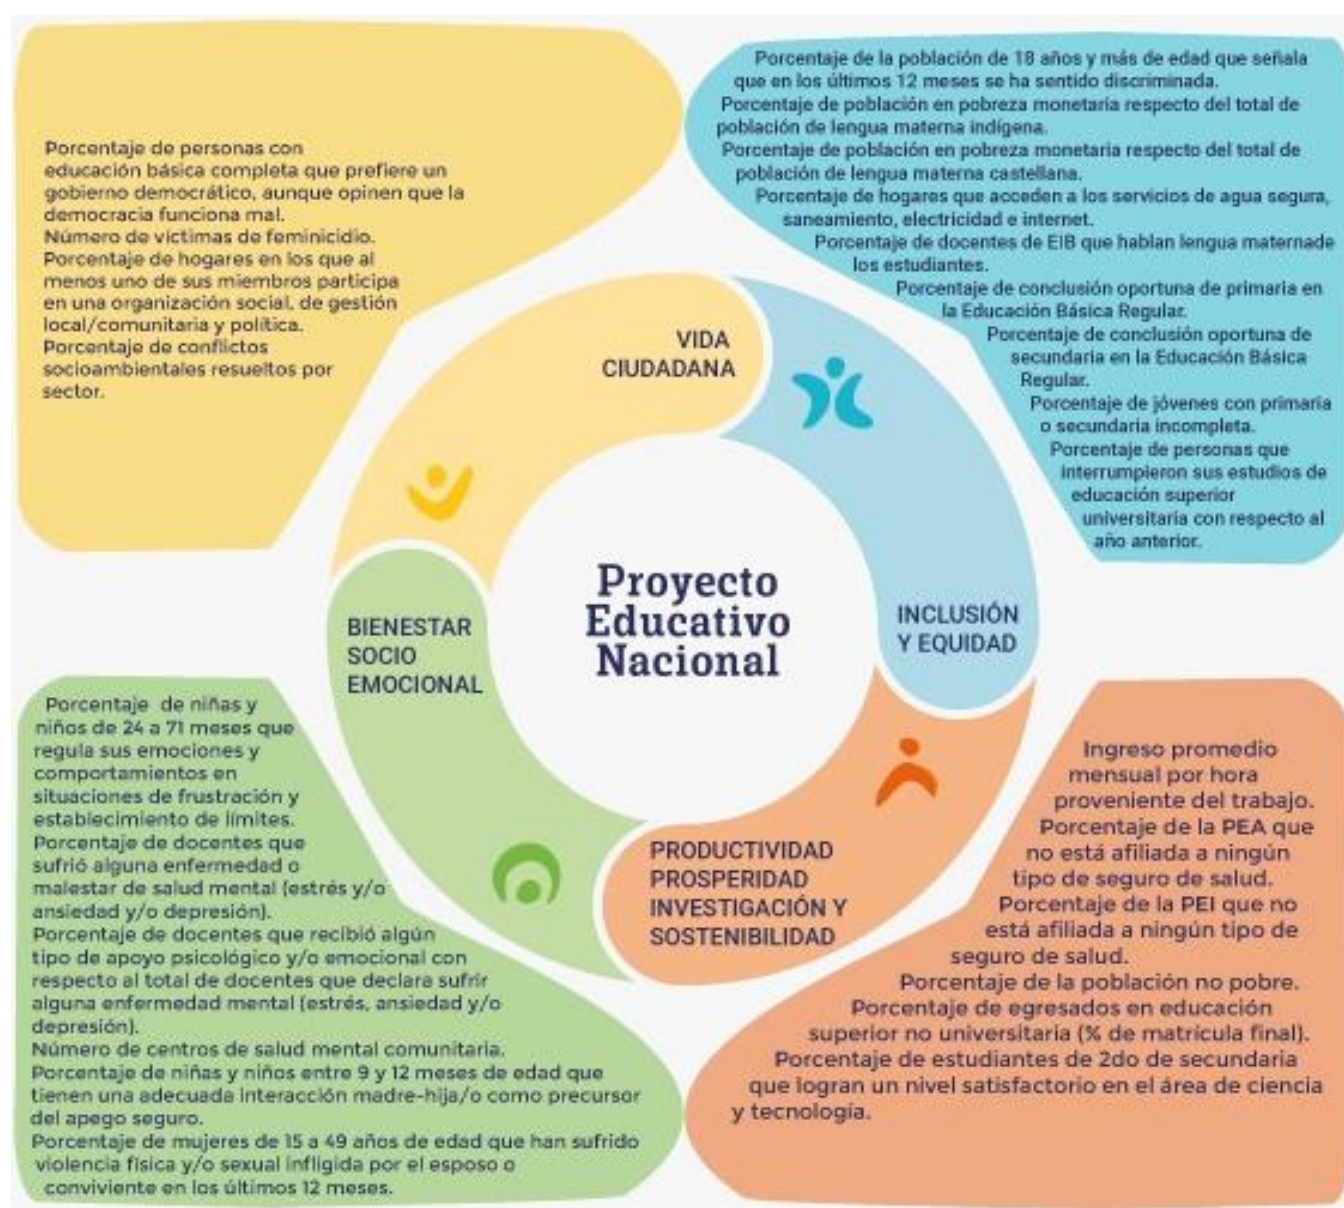 Porcentaje de personas con
educación básica completa que prefiere un
gobierno democrático, aunque opinen que la
democracia funciona mal.
Número de víctimas de feminicidio.
Porcentaje de hogares en los que al
menos uno de sus miembros participa
en una organización social, de gestión
local/comunitaria y política.
Porcentaje de conflictos
socioambientales resueltos por
sector.
Porcentaje de la población de 18 años y más de edad que señala
que en los últimos 12 meses se ha sentido discriminada.
Porcentaje de población en pobreza monetaria respecto del total de
población de lengua materna indígena.
Porcentaje de población en pobreza monetaria respecto del total de
población de lengua materna castellana.
Porcentaje de hogares que acceden a los servicios de agua segura,
saneamiento, electricidad e internet.
Porcentaje de docentes de EIB que hablan lengua maternade
los estudiantes.
Porcentaje de conclusión oportuna de primaria en
la Educación Básica Regular.
Porcentaje de conclusión oportuna de
secundaria en la Educación Básica
Regular.
Porcentaje de jóvenes con primaria
o secundaria incompleta.
Porcentaje de personas que
interrumpieron sus estudios de
educación superior
universitaria con respecto al
año anterior.
VIDA
CIUDADANA
INCLUSIÓN
Y EQUIDAD
Proyecto
Educativo
Nacional
BIENESTAR
SOCIO
EMOCIONAL
PRODUCTIVIDAD
PROSPERIDAD
INVESTIGACIÓN Y
SOSTENIBILIDAD
Porcentaje de niñas y
niños de 24 a 71 meses que
regula sus emociones y
comportamientos en
situaciones de frustración y
establecimiento de límites.
Porcentaje de docentes que
sufrió alguna enfermedad o
malestar de salud mental (estrés y/o
ansiedad y/o depresión).
Porcentaje de docentes que recibió algún
tipo de apoyo psicológico y/o emocional con
respecto al total de docentes que declara sufrir
alguna enfermedad mental (estrés, ansiedad y/o
depresión).
Número de centros de salud mental comunitaria.
Porcentaje de niñas y niños entre 9 y 12 meses de edad que
tienen una adecuada interacción madre-hija/o como precursor
del apego seguro.
Porcentaje de mujeres de 15 a 49 años de edad que han sufrido
violencia física y/o sexual infligida por el esposo o
conviviente en los últimos 12 meses.
Ingreso promedio
mensual por hora
proveniente del trabajo.
Porcentaje de la PEA que
no está afiliada a ningún
tipo de seguro de salud.
Porcentaje de la PEI que no
está afiliada a ningún tipo de
seguro de salud.
Porcentaje de la población no pobre.
Porcentaje de egresados en educación
superior no universitaria (% de matrícula final).
Porcentaje de estudiantes de 2do de secundaria
que logran un nivel satisfactorio en el área de ciencia
y tecnología.